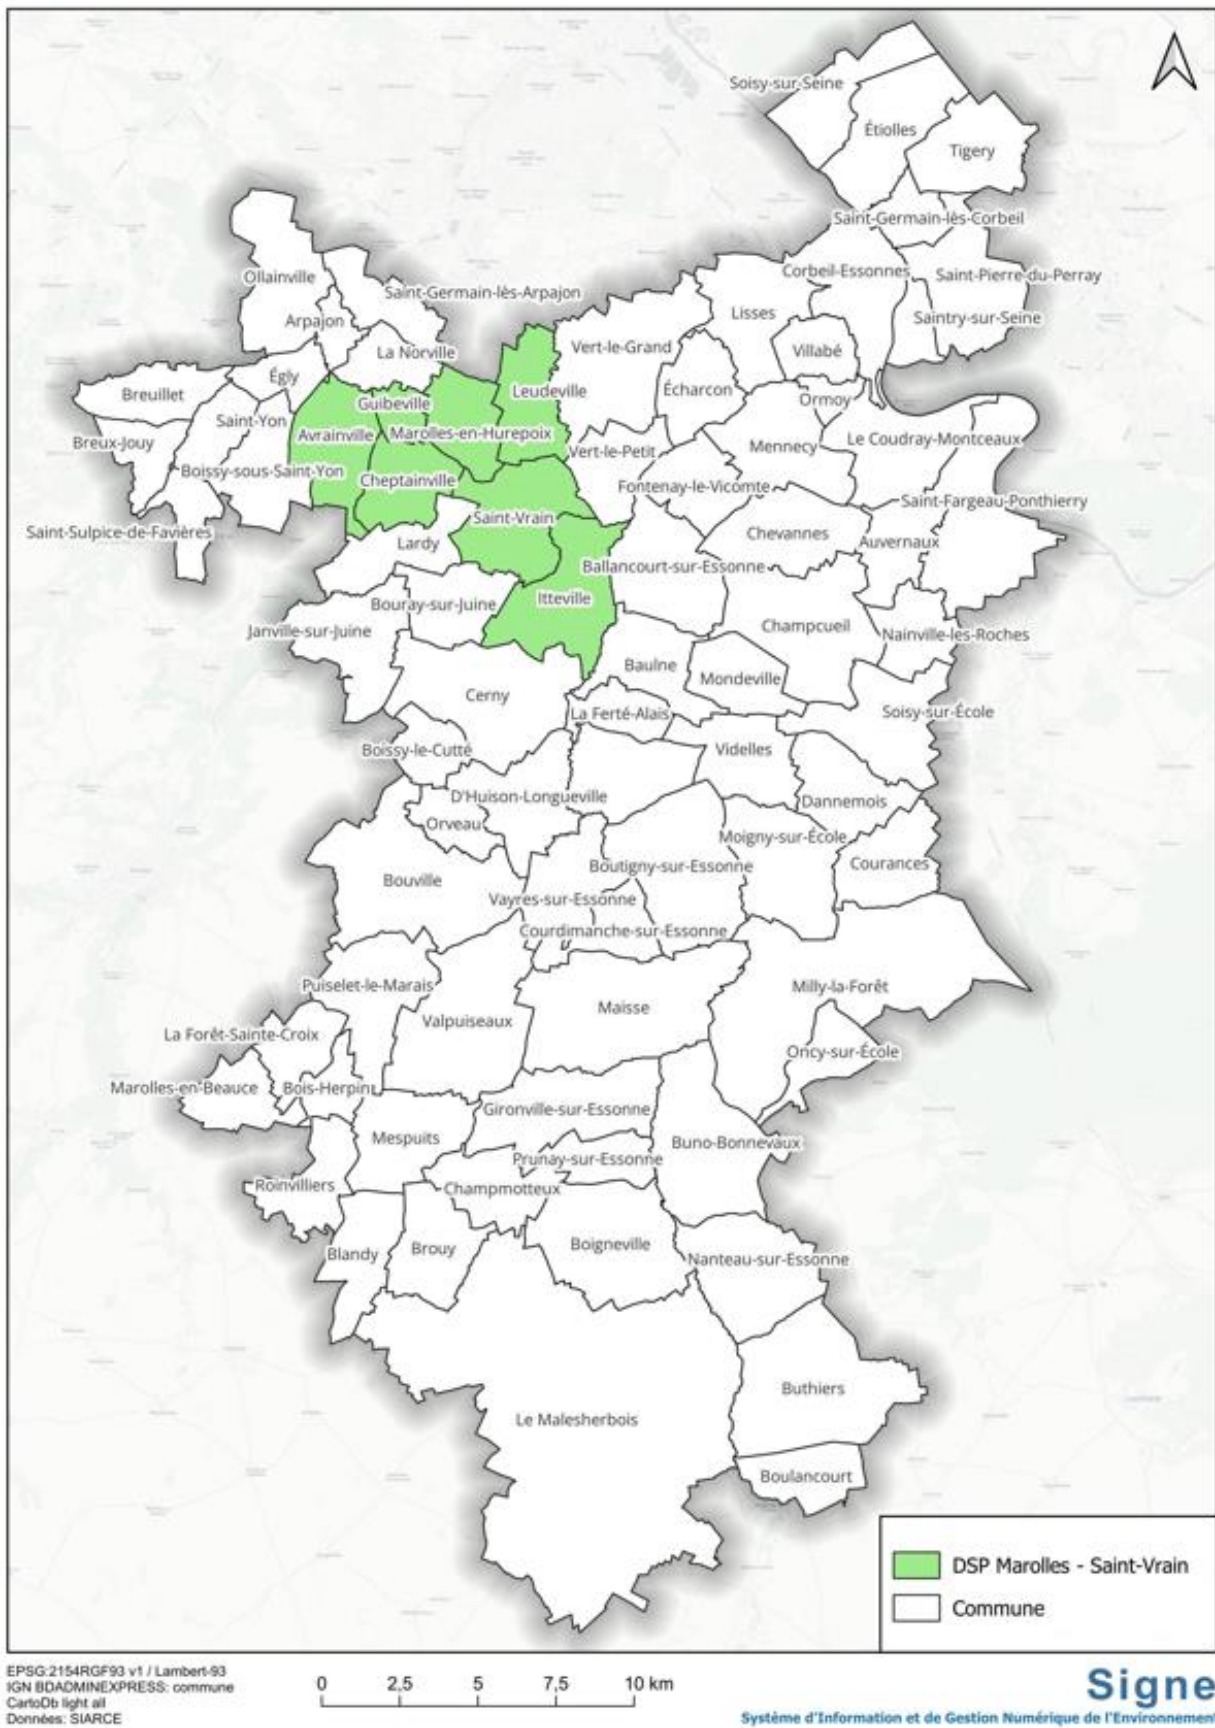 Soisy-sur-Seine
Étiolles
Tigery
Saint-Germain-lès-Corbeil
Corbeil-Essonnes
Saint-Pierre-du-Perray
Ollainville
Saint-Germain-lès-Arpajon
Arpajon
Lisses
Saintry-sur-Seine
La Norville
Vert-le-Grand
Villabé
Égly
Breuillet
Leudeville
Écharcon
Ormoy
Guibeville
Saint-Yon
Avrainville
Marolles-en-Hurepoix
Breux-Jouy
Mennecy
Le Coudray-Montceaux
Vert-le-Petit
Boissy-sous-Saint-Yon
Cheptainville
Fontenay-le-Vicomte
Saint-Fargeau-Ponthierry
Saint-Vrain
Saint-Sulpice-de-Favières
Lardy
Chevannes
Auvernaux
Ballancourt-sur-Essonne
Itteville
Bouray-sur-Juine
Janville-sur-Juine
Champcueil
Nainville-les-Roches
Baulne
Mondeville
Cerny
La Ferté-Alais
Soisy-sur-École
Boissy-le-Cutté
Videlles
D'Huison-Longueville
Dannemois
Orveau
Moigny-sur-École
Boutigny-sur-Essonne
Courances
Bouville
Vayres-sur-Essonne
Courdimanche-sur-Essonne
Puiselet-le-Marais
Milly-la-Forêt
Maisse
Valpuiseaux
La Forêt-Sainte-Croix
Oncy-sur-École
Marolles-en-Beauce
Bois-Herpin
Gironville-sur-Essonne
Mespuits
Buno-Bonnevaux
Prunay-sur-Essonne
Roinvilliers
Champmotteux
Blandy
Brouy
Boigneville
Nanteau-sur-Essonne
Buthiers
Le Malesherbois
Boulancourt
DSP Marolles - Saint-Vrain
Commune
EPSG:2154RGF93 v1 / Lambert-93
IGN BDADMINEXPRESS: commune
CartoDb light all
Données: SIARCE
0 2,5 5 7,5 10 km
Signe
Système d'Information et de Gestion Numérique de l'Environnement